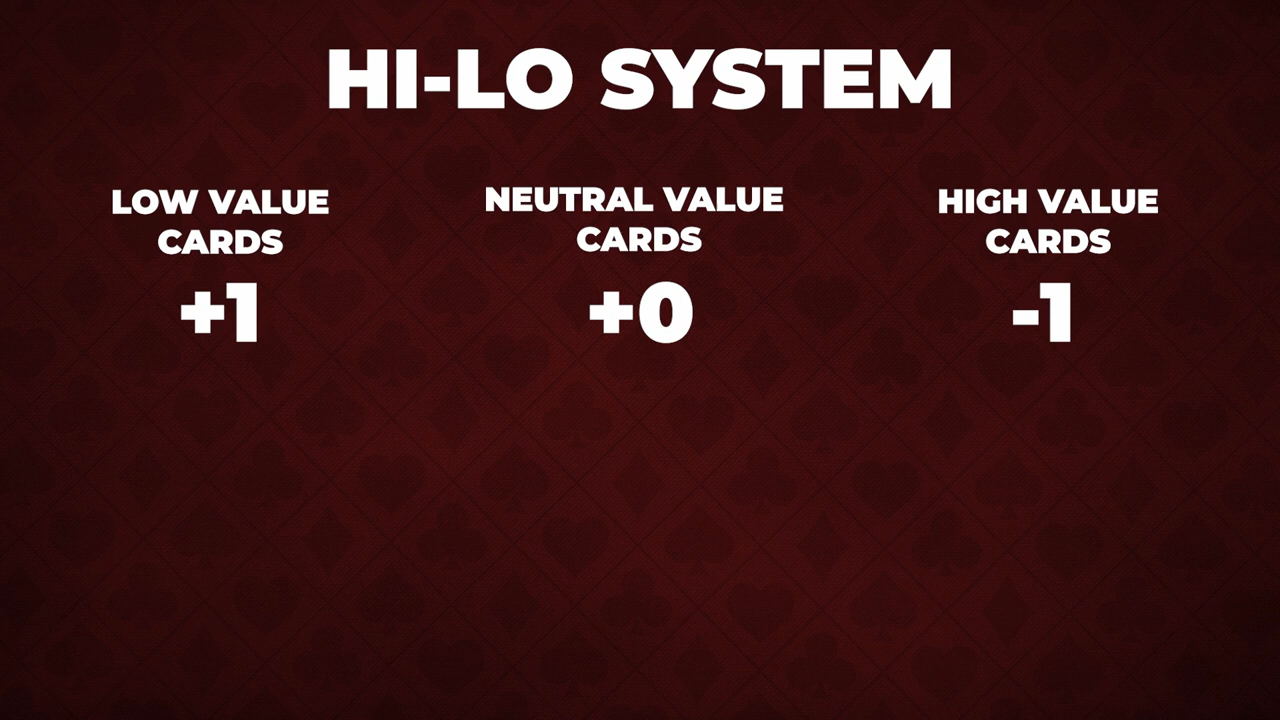 HI-LO SYSTEM
LOW VALUE
CARDS
+1
NEUTRAL VALUE
CARDS
+0
HIGH VALUE
CARDS
-1